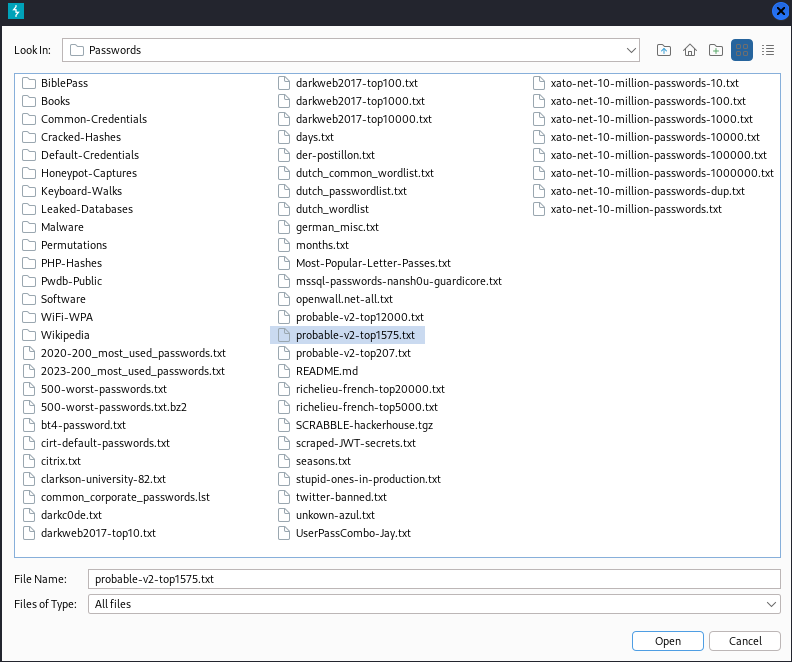 Look In:
Passwords
BiblePass
Books
Common-Credentials
Cracked-Hashes
Default-Credentials
Honeypot-Captures
Keyboard-Walks
Leaked-Databases
Malware
Permutations
PHP-Hashes
Pwdb-Public
Software
WiFi-WPA
Wikipedia
2020-200_most_used_passwords.txt
2023-200_most_used_passwords.txt
500-worst-passwords.txt
500-worst-passwords.txt.bz2
bt4-password.txt
cirt-default-passwords.txt
citrix.txt
clarkson-university-82.txt
common_corporate_passwords.lst
darkc0de.txt
darkweb2017-top10.txt
darkweb2017-top100.txt
darkweb2017-top1000.txt
darkweb2017-top10000.txt
days.txt
der-postillon.txt
dutch_common_wordlist.txt
dutch_passwordlist.txt
dutch_wordlist
german_misc.txt
months.txt
Most-Popular-Letter-Passes.txt
mssql-passwords-nansh0u-guardicore.txt
openwall.net-all.txt
probable-v2-top12000.txt
probable-v2-top1575.txt
probable-v2-top207.txt
README.md
richelieu-french-top20000.txt
richelieu-french-top5000.txt
SCRABBLE-hackerhouse.tgz
scraped-JWT-secrets.txt
seasons.txt
stupid-ones-in-production.txt
twitter-banned.txt
unkown-azul.txt
UserPassCombo-Jay.txt
xato-net-10-million-passwords-10.txt
xato-net-10-million-passwords-100.txt
xato-net-10-million-passwords-1000.txt
xato-net-10-million-passwords-10000.txt
xato-net-10-million-passwords-100000.txt
xato-net-10-million-passwords-1000000.txt
xato-net-10-million-passwords-dup.txt
xato-net-10-million-passwords.txt
File Name:
probable-v2-top1575.txt
Files of Type:
All files
Open
Cancel